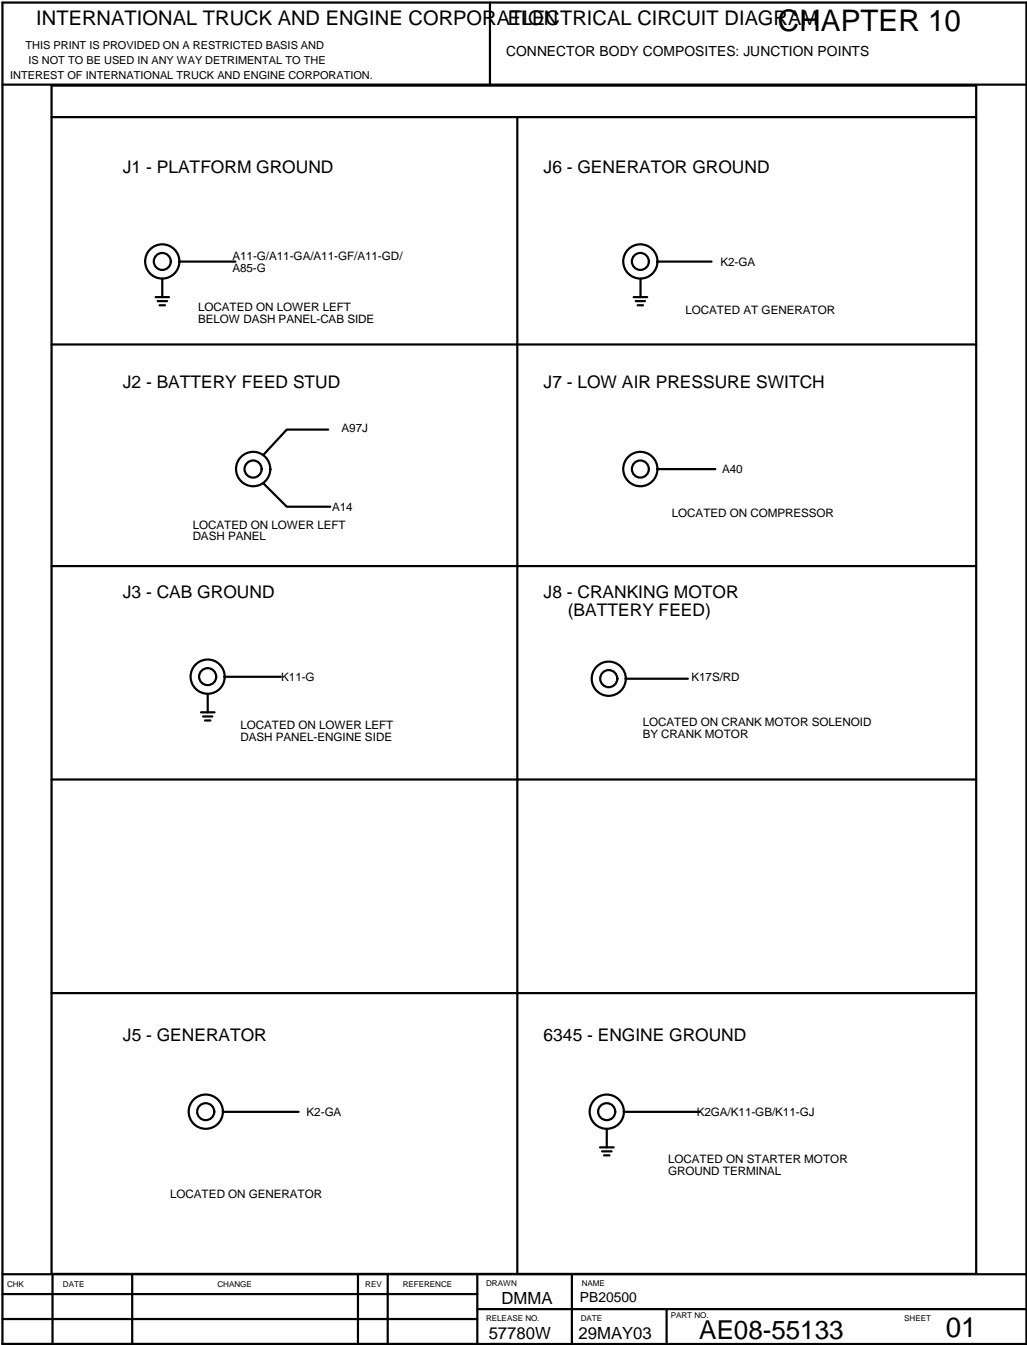 INTERNATIONAL TRUCK AND ENGINE CORPORATION
THIS PRINT IS PROVIDED ON A RESTRICTED BASIS AND
IS NOT TO BE USED IN ANY WAY DETRIMENTAL TO THE
INTEREST OF INTERNATIONAL TRUCK AND ENGINE CORPORATION.
ELECTRICAL CIRCUIT DIAGRAM
CHAPTER 10
CONNECTOR BODY COMPOSITES: JUNCTION POINTS
J1 - PLATFORM GROUND
A11-G/A11-GA/A11-GF/A11-GD/
A85-G
LOCATED ON LOWER LEFT
BELOW DASH PANEL-CAB SIDE
J6 - GENERATOR GROUND
K2-GA
LOCATED AT GENERATOR
J2 - BATTERY FEED STUD
A97J
A14
LOCATED ON LOWER LEFT
DASH PANEL
J7 - LOW AIR PRESSURE SWITCH
A40
LOCATED ON COMPRESSOR
J3 - CAB GROUND
K11-G
LOCATED ON LOWER LEFT
DASH PANEL-ENGINE SIDE
J8 - CRANKING MOTOR
(BATTERY FEED)
K17S/RD
LOCATED ON CRANK MOTOR SOLENOID
BY CRANK MOTOR
J5 - GENERATOR
K2-GA
LOCATED ON GENERATOR
6345 - ENGINE GROUND
K2GA/K11-GB/K11-GJ
LOCATED ON STARTER MOTOR
GROUND TERMINAL
CHK DATE CHANGE REV REFERENCE
DRAWN
DMMA
NAME
PB20500
RELEASE NO.
57780W
DATE
29MAY03
PART NO.
AE08-55133
SHEET 01